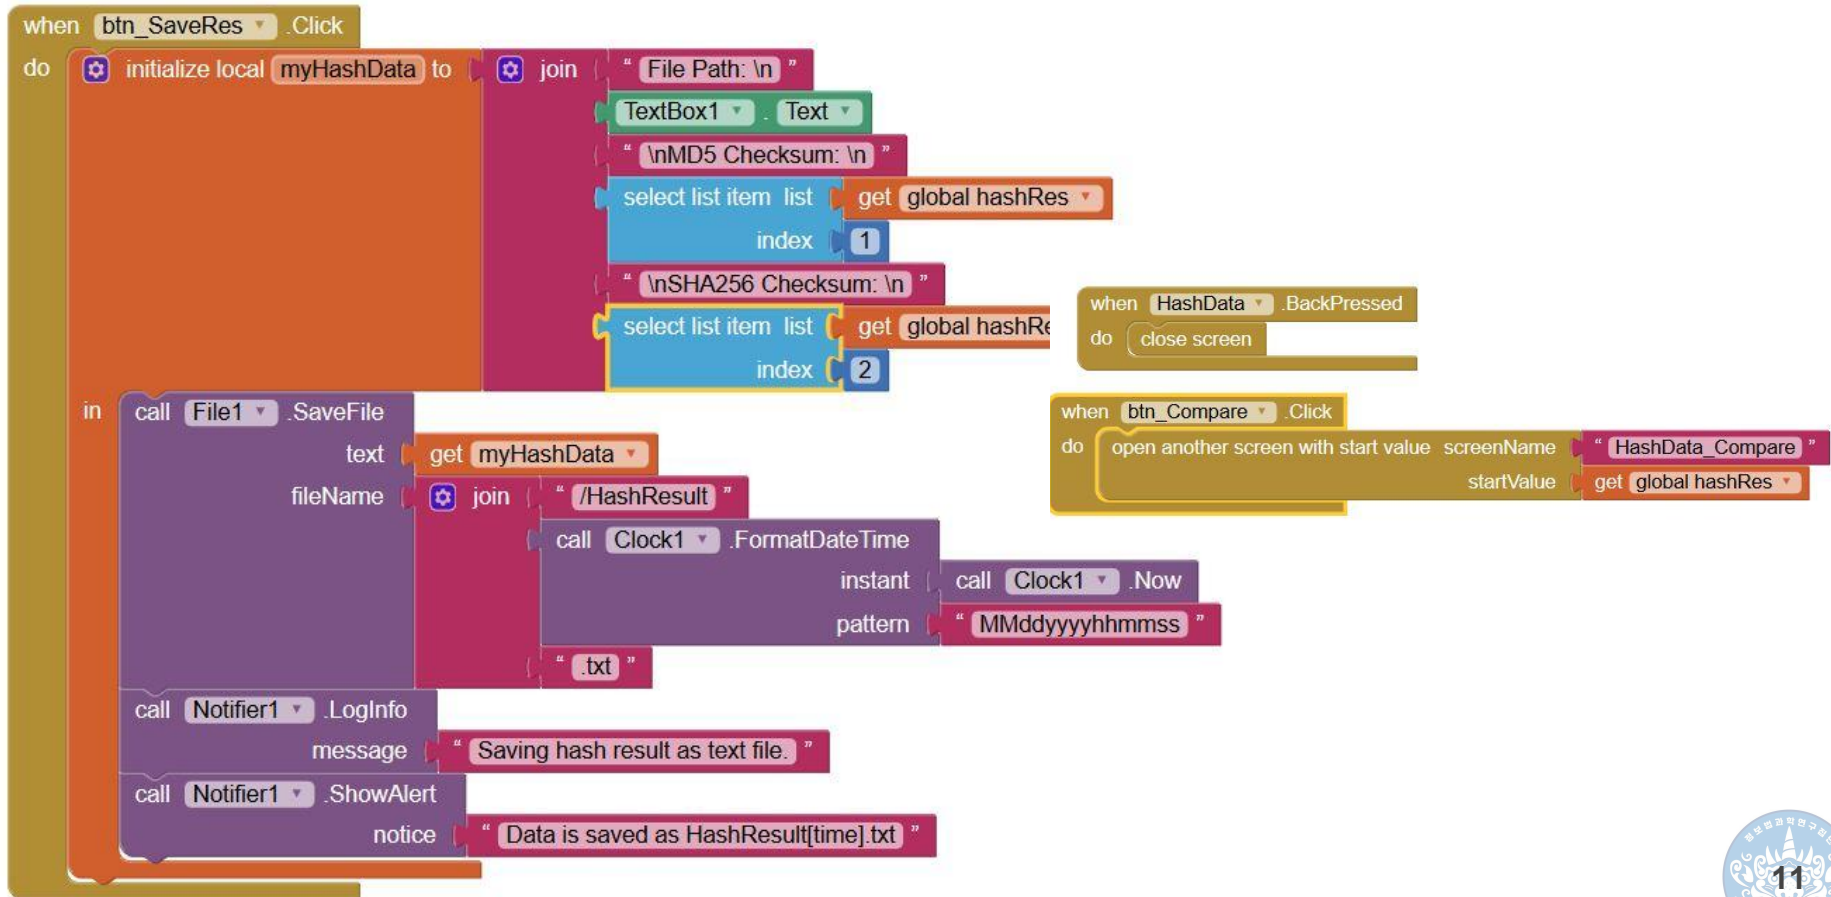 when btn_SaveRes .Click
do initialize local myHashData to join " File Path: \n "
TextBox1 . Text
" \nMD5 Checksum: \n "
select list item list get global hashRes
index 1
" \nSHA256 Checksum: \n "
select list item list get global hashRe
index 2
in call File1 .SaveFile
text get myHashData
fileName join " /HashResult "
call Clock1 .FormatDateTime
instant call Clock1 .Now
pattern " MMddyyyyhhmmss "
" .txt "
call Notifier1 .LogInfo
message " Saving hash result as text file. "
call Notifier1 .ShowAlert
notice " Data is saved as HashResult[time].txt "
when HashData .BackPressed
do close screen
when btn_Compare .Click
do open another screen with start value screenName " HashData_Compare "
startValue get global hashRes
11